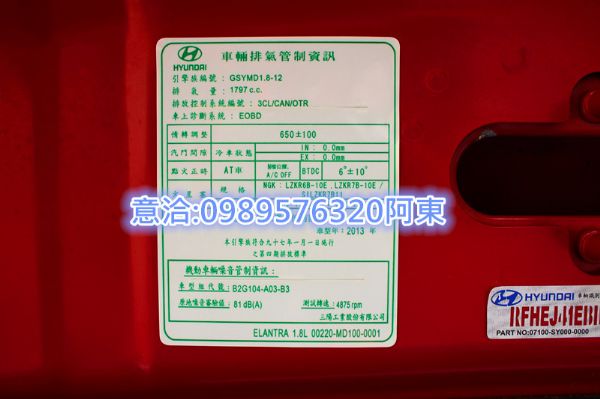 HYUNDAI
車輛排氣管制資訊
引擎族編號： GSYMD1.8-12
排氣量： 1797 c.c.
排放控制系統編號： 3CL/CAN/OTR
車上診斷系統： EOBD
惰轉調整 650±100
汽門間隙 冷車狀態 IN : 0.0mm
EX : 0.0mm
點火正時 AT車 A/C OFF BTDC 6°±10°
規格 NGK : LZKR6B-10E , LZKR7B-10E /
意洽:0989576320阿東
車型年：2013 年
本引擎族符合九十七年一月一日施行
之第四期排放標準
機動車輛噪音管制資訊：
車型組代號： B2G104-A03-B3
原地噪音審驗值： 81 dB(A) 測試轉速： 4875 rpm
三陽工業股份有限公司
ELANTRA 1.8L 00220-MD100-0001
HYUNDAI 車輛識別
RFHEJ41EB
PART NO:07100-SY000-0000